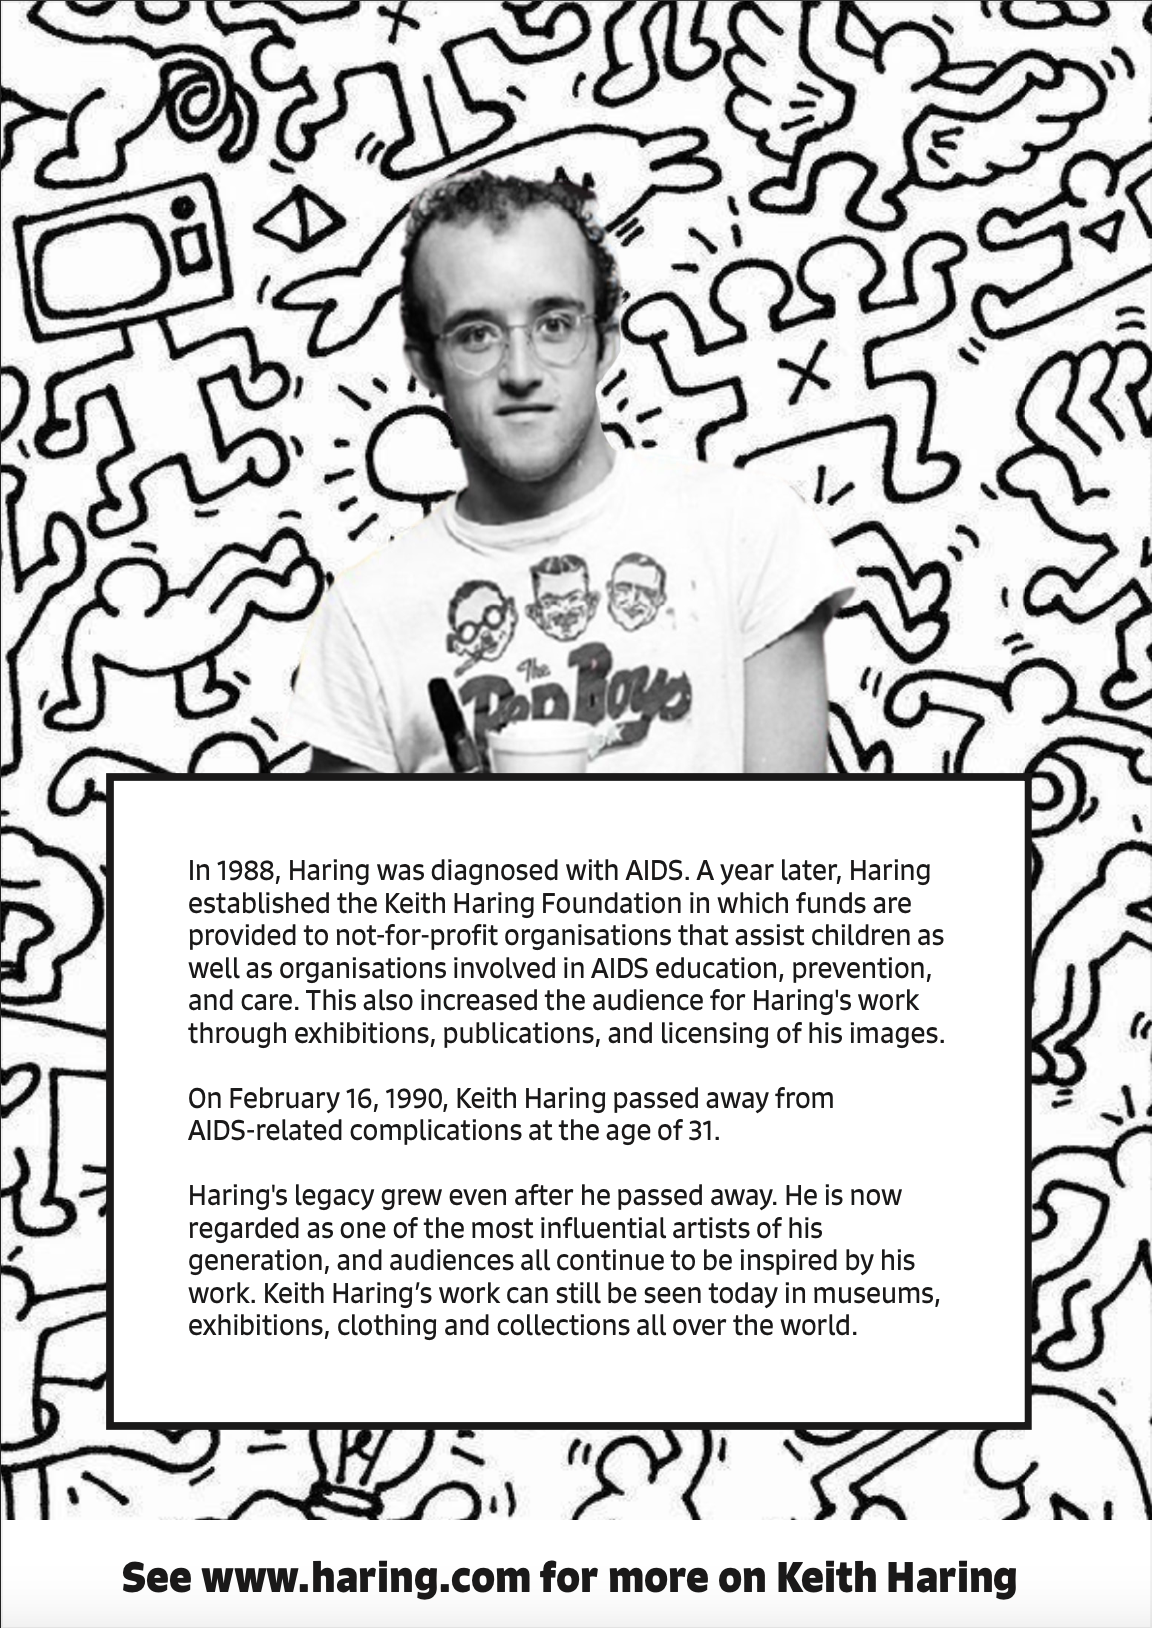 The
Pep Boys
In 1988, Haring was diagnosed with AIDS. A year later, Haring
established the Keith Haring Foundation in which funds are
provided to not-for-profit organisations that assist children as
well as organisations involved in AIDS education, prevention,
and care. This also increased the audience for Haring's work
through exhibitions, publications, and licensing of his images.
On February 16, 1990, Keith Haring passed away from
AIDS-related complications at the age of 31.
Haring's legacy grew even after he passed away. He is now
regarded as one of the most influential artists of his
generation, and audiences all continue to be inspired by his
work. Keith Haring’s work can still be seen today in museums,
exhibitions, clothing and collections all over the world.
See www.haring.com for more on Keith Haring